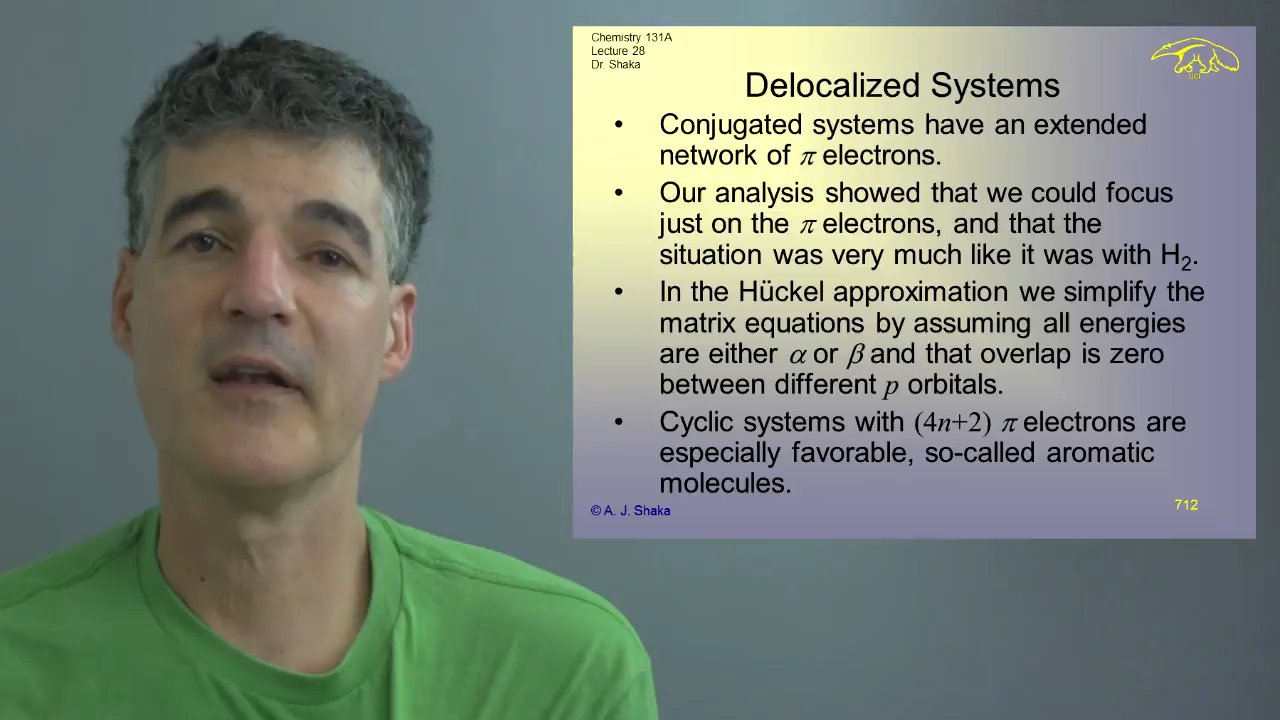 Chemistry 131A
Lecture 28
Dr. Shaka
UCI
Delocalized Systems
• Conjugated systems have an extended
network of π electrons.
• Our analysis showed that we could focus
just on the π electrons, and that the
situation was very much like it was with H₂.
• In the Hückel approximation we simplify the
matrix equations by assuming all energies
are either α or β and that overlap is zero
between different p orbitals.
• Cyclic systems with (4n+2) π electrons are
especially favorable, so-called aromatic
molecules.
© A. J. Shaka
712